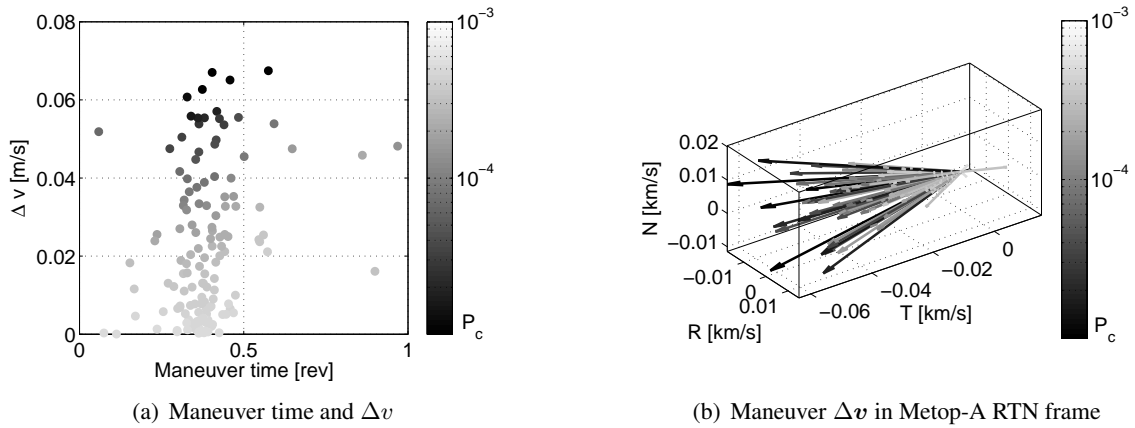 0.08
0.06
0.04
0.02
0
Δ v [m/s]
0
0.5
1
Maneuver time [rev]
10⁻³
10⁻⁴
P_c
(a) Maneuver time and Δv
0.02
0.01
0
−0.01
N [km/s]
−0.01
0
0.01
R [km/s]
−0.06
−0.04
−0.02
0
T [km/s]
10⁻³
10⁻⁴
P_c
(b) Maneuver Δv in Metop-A RTN frame